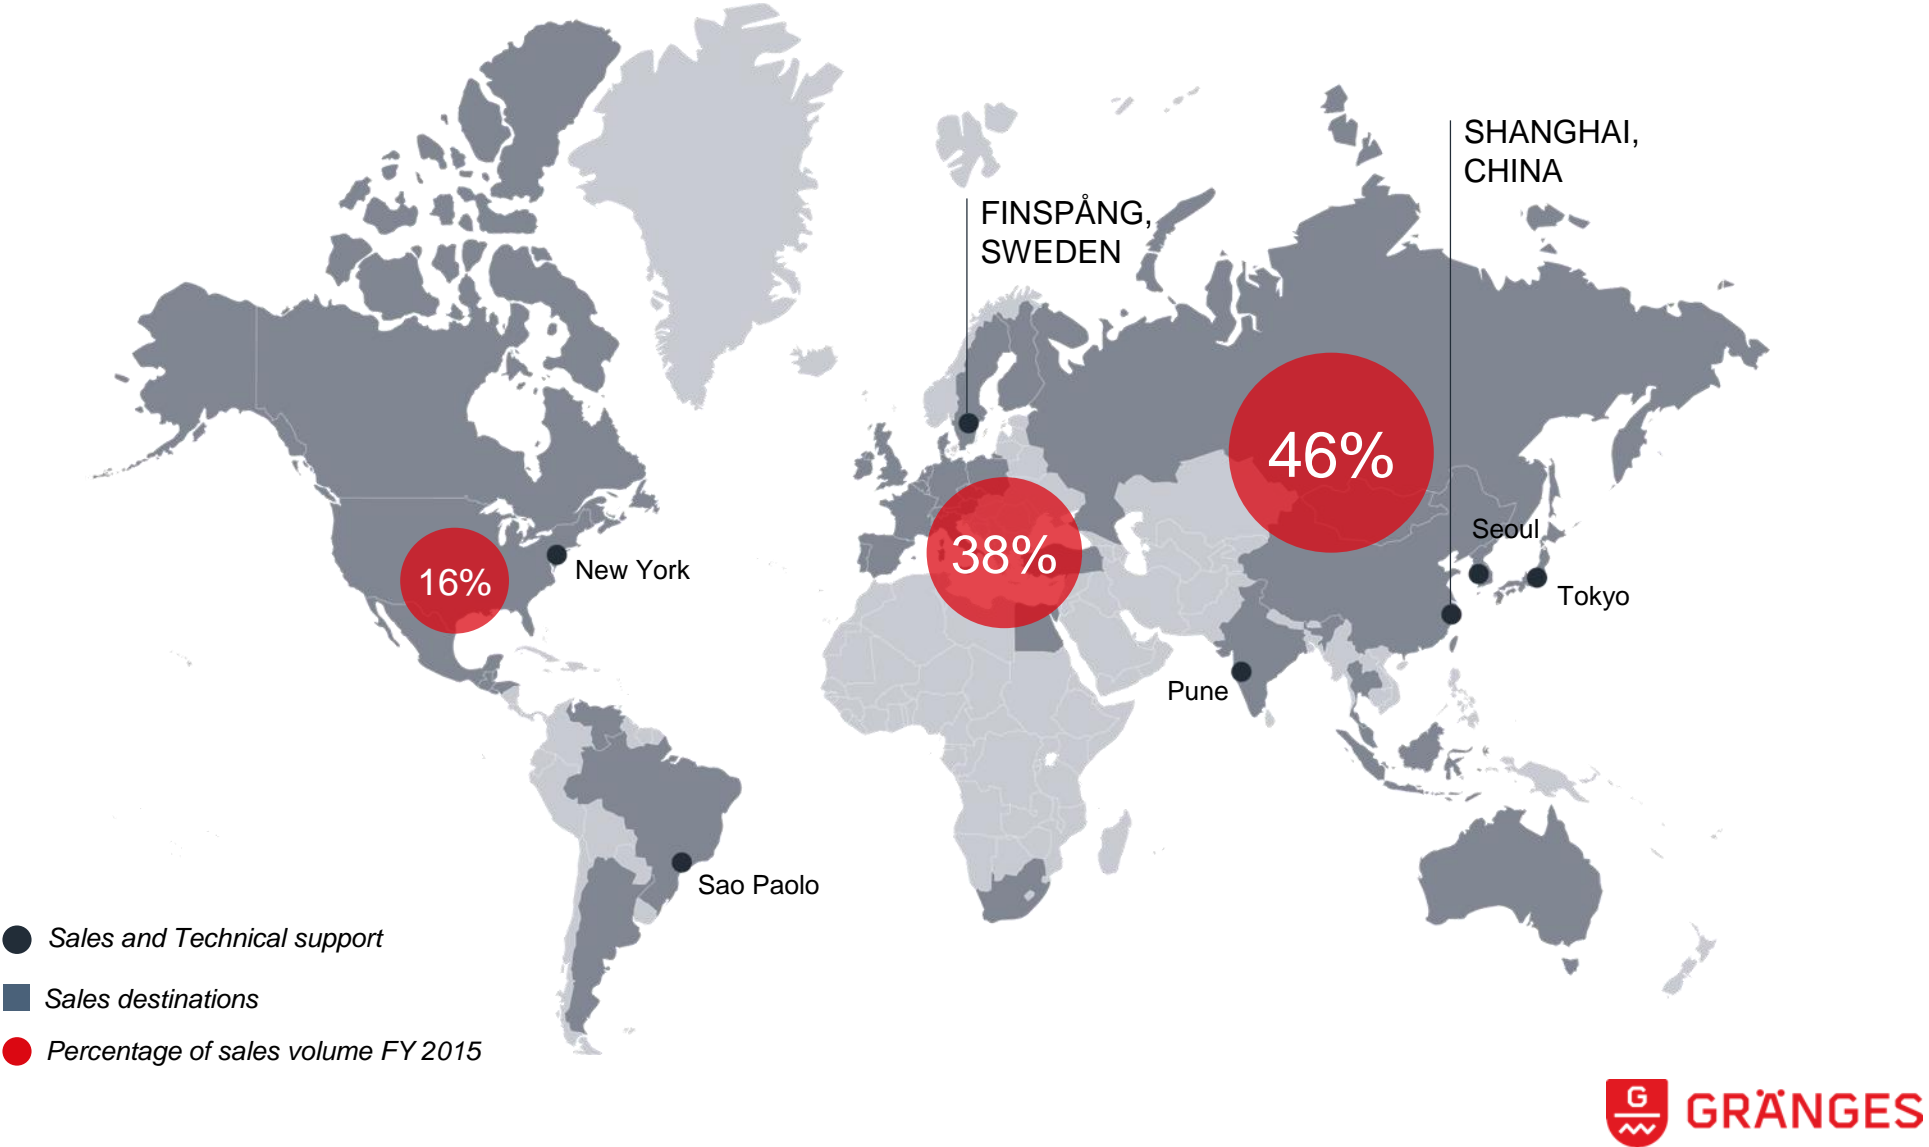 SHANGHAI,
CHINA
FINSPÅNG,
SWEDEN
46%
38%
16%
Seoul
New York
Tokyo
Pune
Sao Paolo
Sales and Technical support
Sales destinations
Percentage of sales volume FY 2015
G
GRÄNGES